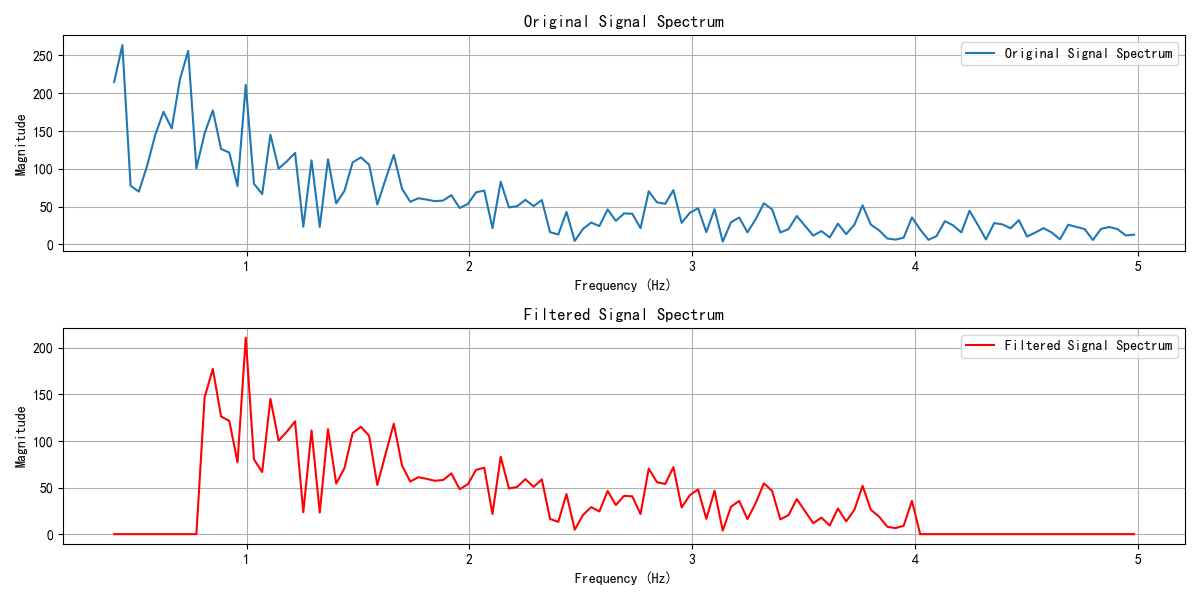 Original Signal Spectrum
Original Signal Spectrum
250
200
150
100
50
0
Magnitude
1 2 3 4 5
Frequency (Hz)
Filtered Signal Spectrum
Filtered Signal Spectrum
200
150
100
50
0
Magnitude
1 2 3 4 5
Frequency (Hz)